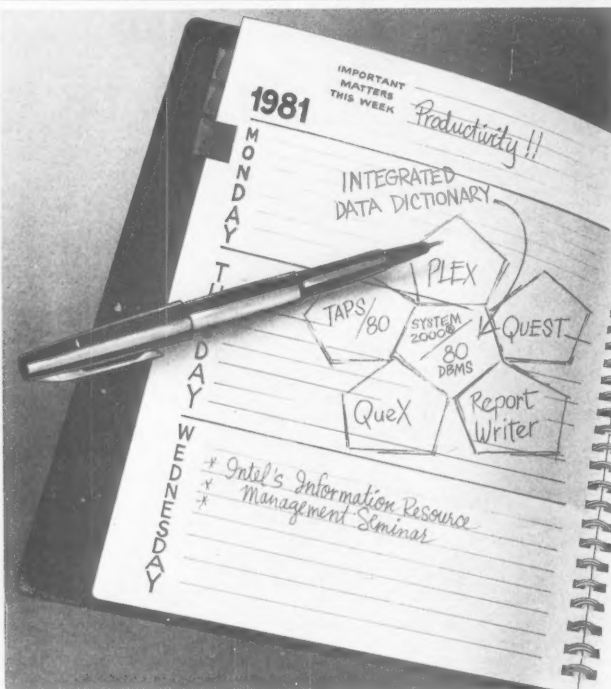 1981
IMPORTANT
MATTERS
THIS WEEK
Productivity!!
MONDAY
INTEGRATED
DATA DICTIONARY
PLEX
TAPS/80
SYSTEM
2000®
80
DBMS
QUEST
QueX
Report
Writer
WEDNESDAY
* Intel's Information Resource
* Management Seminar
*